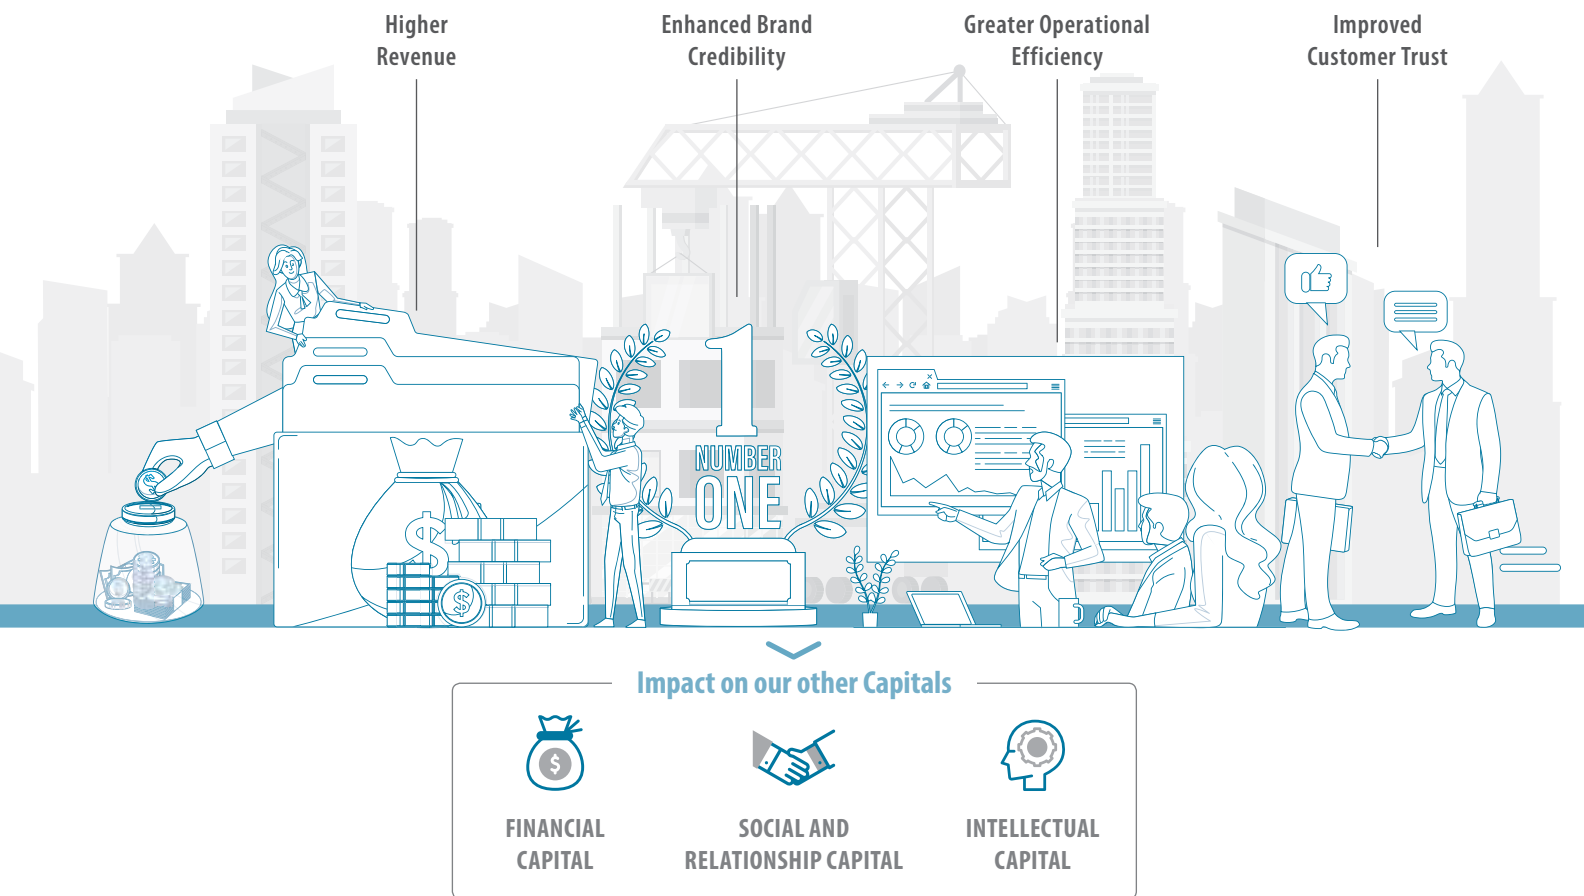 Higher
Revenue
Enhanced Brand
Credibility
Greater Operational
Efficiency
Improved
Customer Trust
1
NUMBER
ONE
$
$
$
Impact on our other Capitals
$
FINANCIAL
CAPITAL
SOCIAL AND
RELATIONSHIP CAPITAL
INTELLECTUAL
CAPITAL